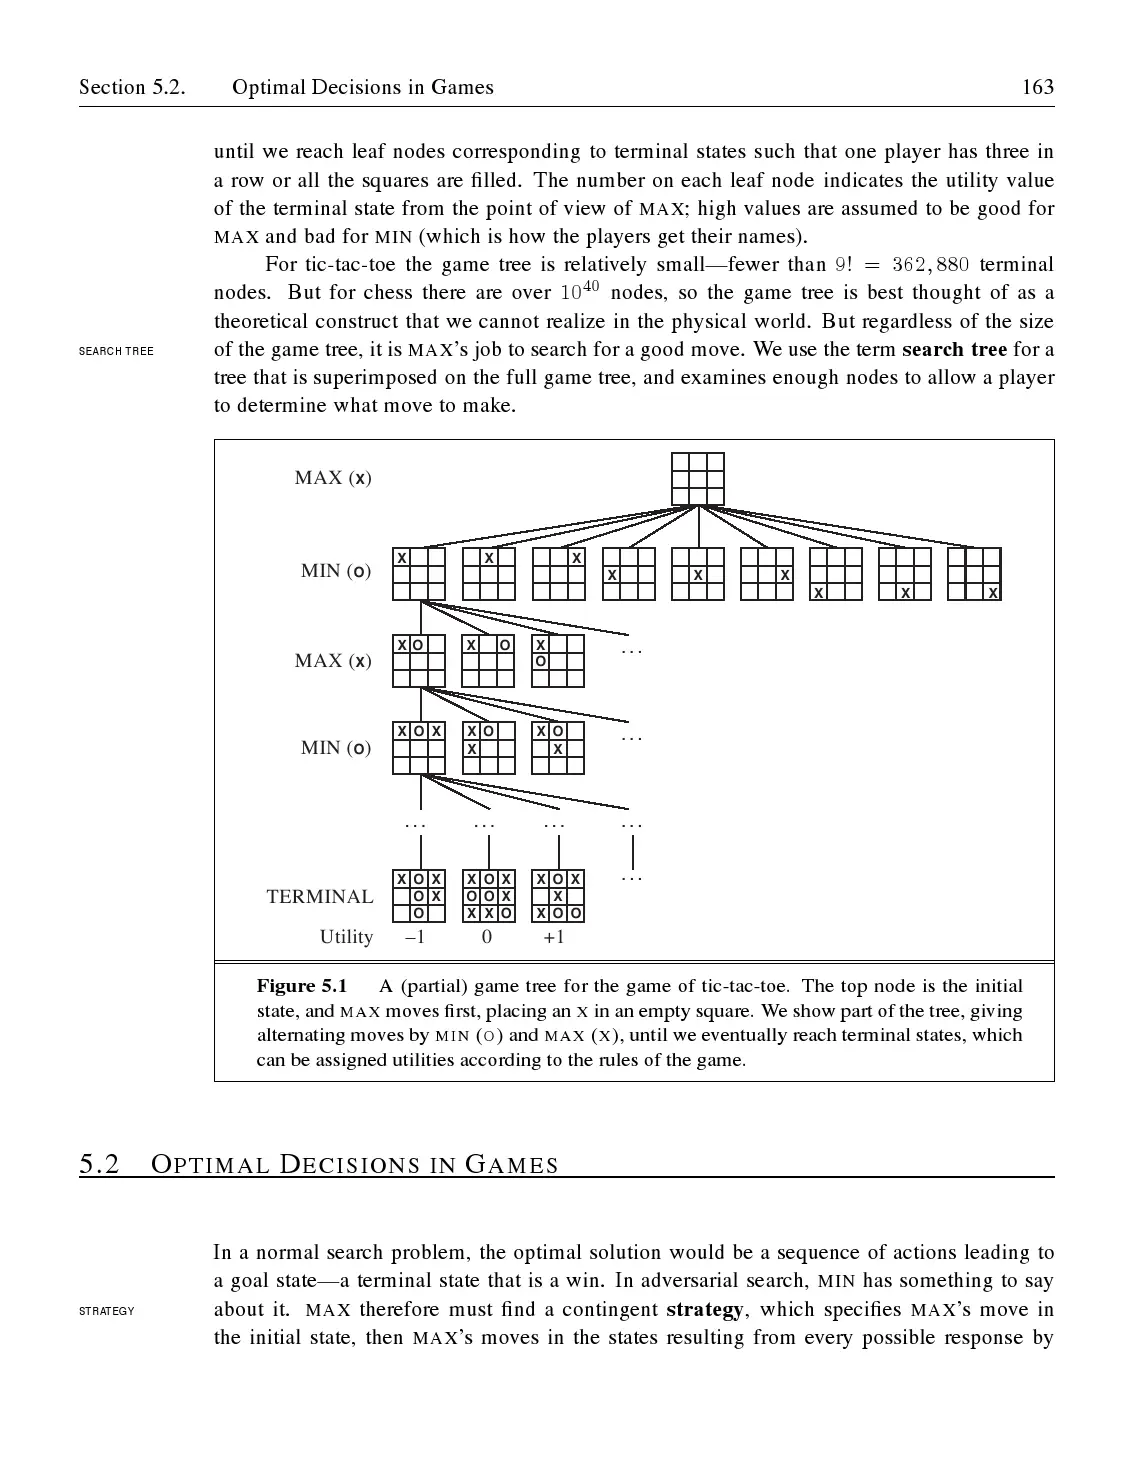 Section 5.2. Optimal Decisions in Games 163
until we reach leaf nodes corresponding to terminal states such that one player has three in
a row or all the squares are filled. The number on each leaf node indicates the utility value
of the terminal state from the point of view of MAX; high values are assumed to be good for
MAX and bad for MIN (which is how the players get their names).
For tic-tac-toe the game tree is relatively small—fewer than 9! = 362,880 terminal
nodes. But for chess there are over 10^40 nodes, so the game tree is best thought of as a
theoretical construct that we cannot realize in the physical world. But regardless of the size
SEARCH TREE
of the game tree, it is MAX's job to search for a good move. We use the term search tree for a
tree that is superimposed on the full game tree, and examines enough nodes to allow a player
to determine what move to make.
MAX (X)
MIN (O)
X X X X X X X X X
MAX (X)
X O X O X
O
...
MIN (O)
X O X X O X O
X X
...
... ... ... ...
TERMINAL
X O X X O X X O X
O X O O X X
O X X O X O O
...
Utility –1 0 +1
Figure 5.1 A (partial) game tree for the game of tic-tac-toe. The top node is the initial
state, and MAX moves first, placing an X in an empty square. We show part of the tree, giving
alternating moves by MIN (O) and MAX (X), until we eventually reach terminal states, which
can be assigned utilities according to the rules of the game.
5.2 OPTIMAL DECISIONS IN GAMES
In a normal search problem, the optimal solution would be a sequence of actions leading to
a goal state—a terminal state that is a win. In adversarial search, MIN has something to say
STRATEGY
about it. MAX therefore must find a contingent strategy, which specifies MAX's move in
the initial state, then MAX's moves in the states resulting from every possible response by